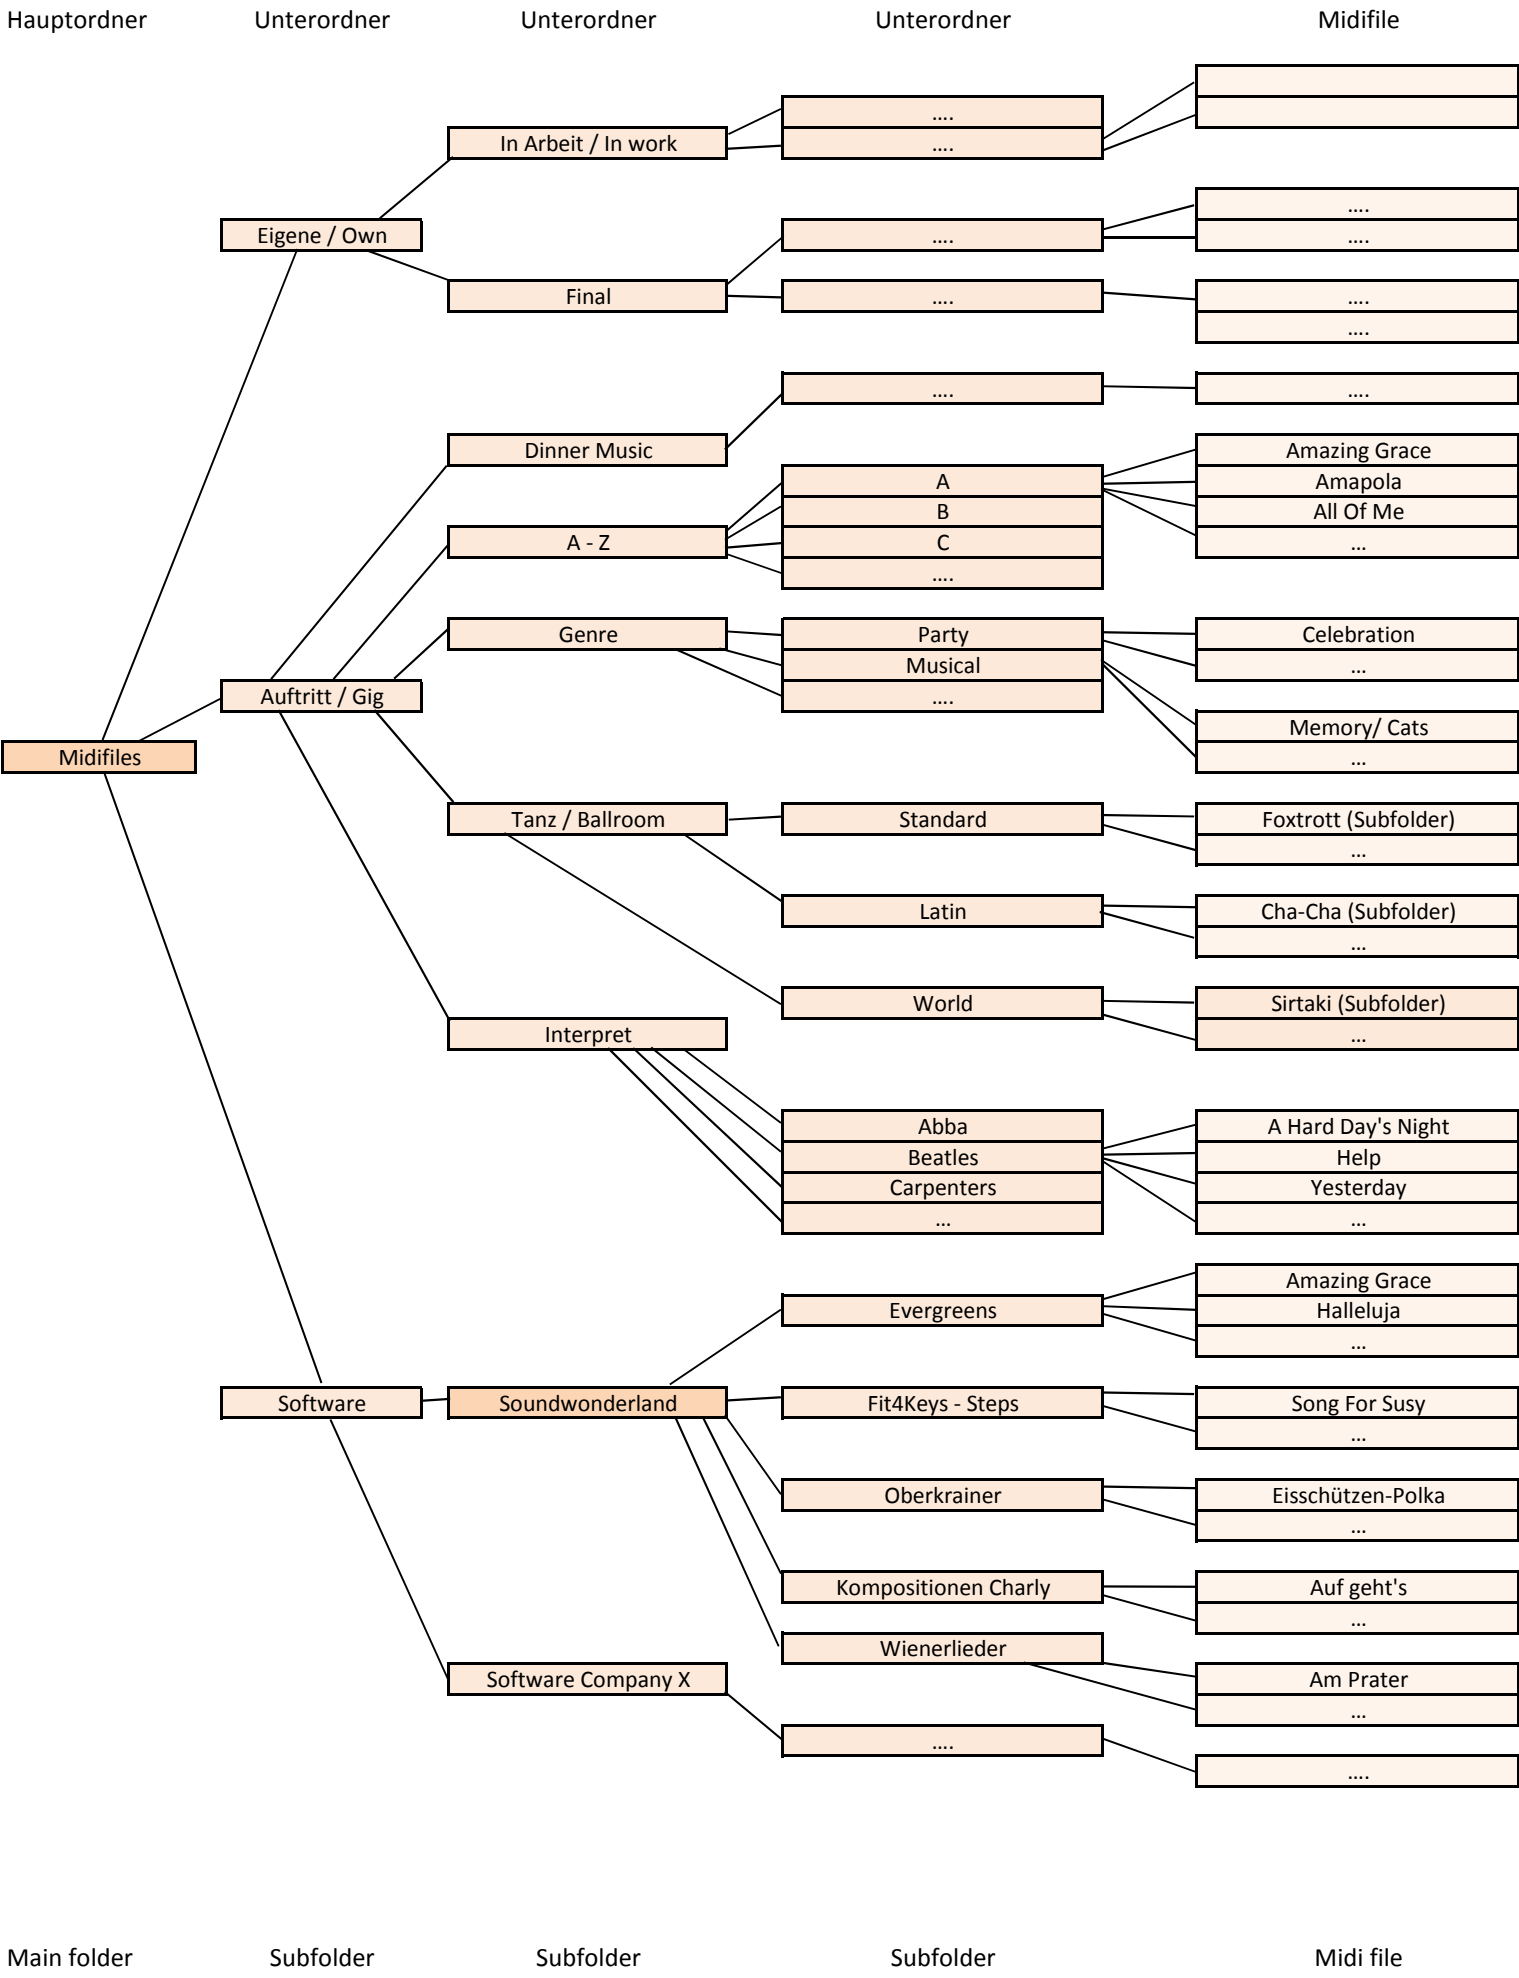 Hauptordner Unterordner Unterordner Unterordner Midifile
....
In Arbeit / In work ....
....
Eigene / Own .... ....
Final .... ....
....
.... ....
Dinner Music Amazing Grace
A Amapola
B All Of Me
A - Z C ...
....
Genre Party Celebration
Musical ...
Auftritt / Gig ....
Memory/ Cats
Midifiles ...
Tanz / Ballroom Standard Foxtrott (Subfolder)
...
Latin Cha-Cha (Subfolder)
...
World Sirtaki (Subfolder)
Interpret ...
Abba A Hard Day's Night
Beatles Help
Carpenters Yesterday
... ...
Amazing Grace
Evergreens Halleluja
...
Software Soundwonderland Fit4Keys - Steps Song For Susy
...
Oberkrainer Eisschützen-Polka
...
Kompositionen Charly Auf geht's
...
Wienerlieder
Software Company X Am Prater
...
....
....
Main folder Subfolder Subfolder Subfolder Midi file